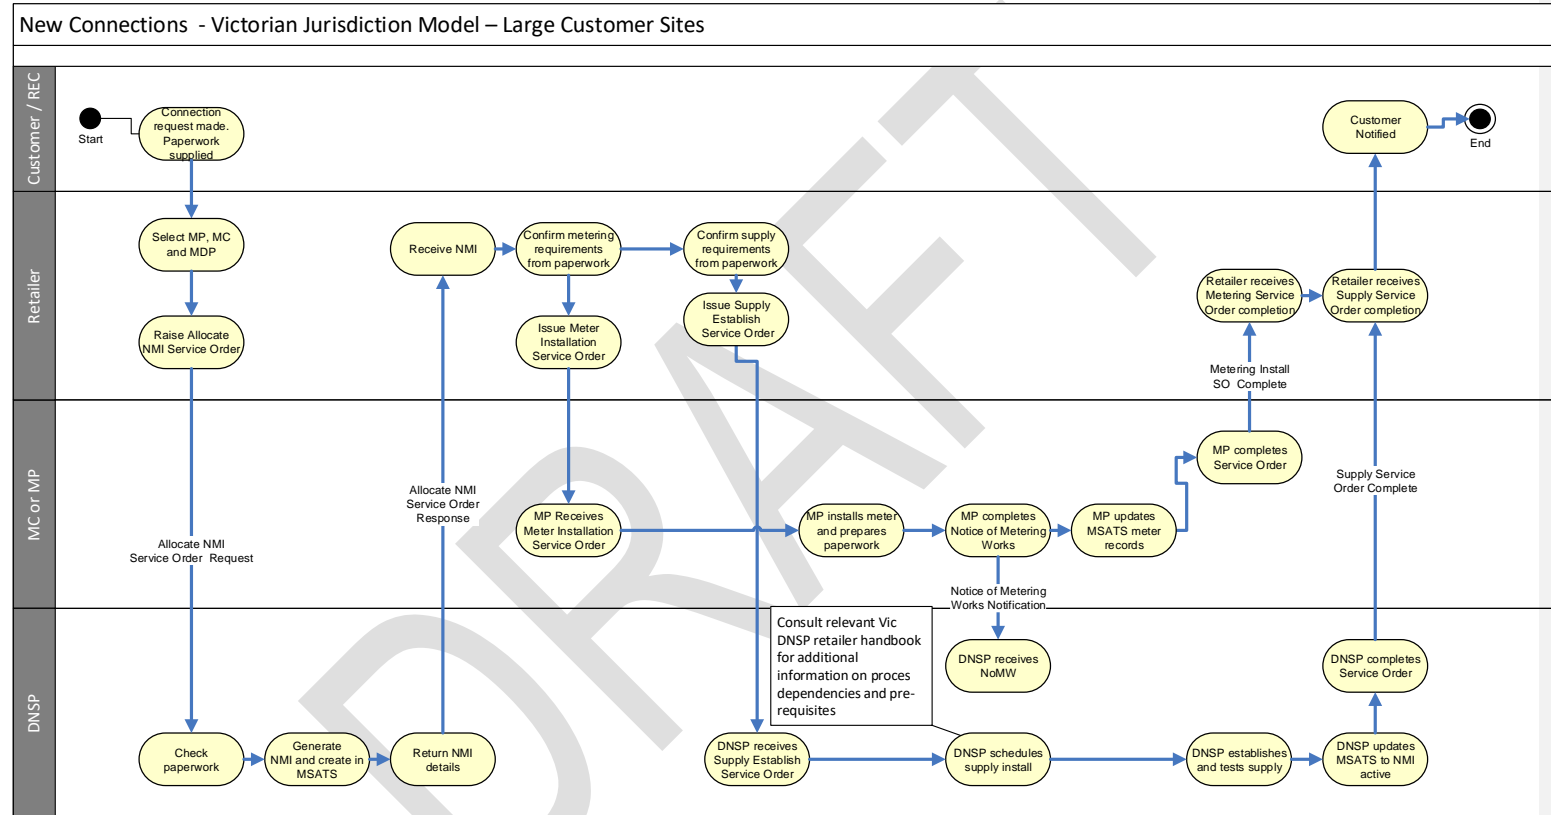 New Connections - Victorian Jurisdiction Model – Large Customer Sites
DRAFT
Customer / REC
Start
Connection
request made.
Paperwork
supplied
Customer
Notified
End
Retailer
Select MP, MC
and MDP
Raise Allocate
NMI Service Order
Receive NMI
Confirm metering
requirements
from paperwork
Issue Meter
Installation
Service Order
Confirm supply
requirements
from paperwork
Issue Supply
Establish
Service Order
Retailer receives
Metering Service
Order completion
Retailer receives
Supply Service
Order completion
Metering Install
SO Complete
MC or MP
Allocate NMI
Service Order Request
Allocate NMI
Service Order
Response
MP Receives
Meter Installation
Service Order
MP installs meter
and prepares
paperwork
MP completes
Notice of Metering
Works
MP updates
MSATS meter
records
MP completes
Service Order
Supply Service
Order Complete
Notice of Metering
Works Notification
DNSP
Check
paperwork
Generate
NMI and create in
MSATS
Return NMI
details
Consult relevant Vic
DNSP retailer handbook
for additional
information on proces
dependencies and pre-
requisites
DNSP receives
NoMW
DNSP receives
Supply Establish
Service Order
DNSP schedules
supply install
DNSP establishes
and tests supply
DNSP updates
MSATS to NMI
active
DNSP completes
Service Order